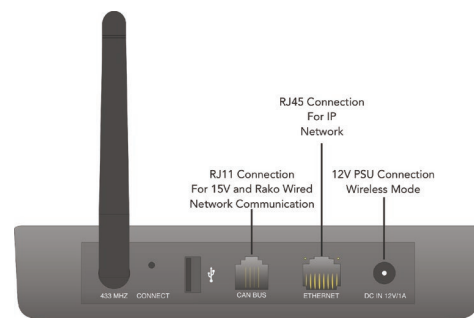 RJ45 Connection
For IP
Network
RJ11 Connection
For 15V and Rako Wired
Network Communication
12V PSU Connection
Wireless Mode
433 MHZ
CONNECT
CAN BUS
ETHERNET
DC IN 12V/1A